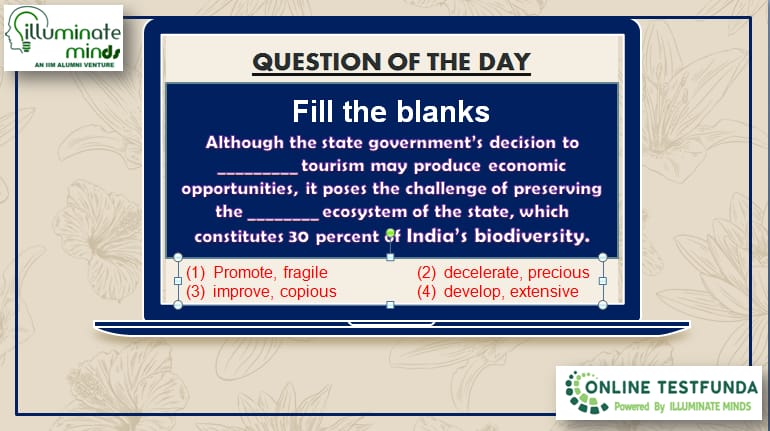 illuminate
minds
AN IIM ALUMNI VENTURE
QUESTION OF THE DAY
Fill the blanks
Although the state government's decision to
_________ tourism may produce economic
opportunities, it poses the challenge of preserving
the ________ ecosystem of the state, which
constitutes 30 percent of India's biodiversity.
(1) Promote, fragile (2) decelerate, precious
(3) improve, copious (4) develop, extensive
ONLINE TESTFUNDA
Powered By ILLUMINATE MINDS